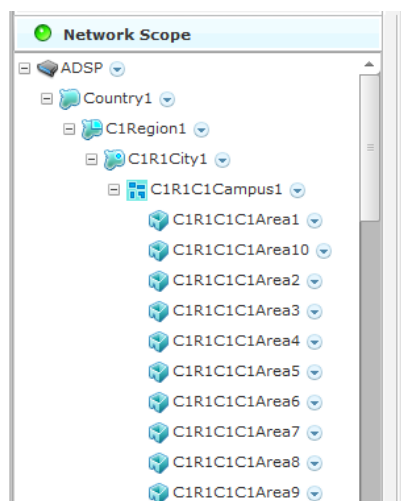 Network Scope
ADSP
Country1
C1Region1
C1R1City1
C1R1C1Campus1
C1R1C1C1Area1
C1R1C1C1Area10
C1R1C1C1Area2
C1R1C1C1Area3
C1R1C1C1Area4
C1R1C1C1Area5
C1R1C1C1Area6
C1R1C1C1Area7
C1R1C1C1Area8
C1R1C1C1Area9